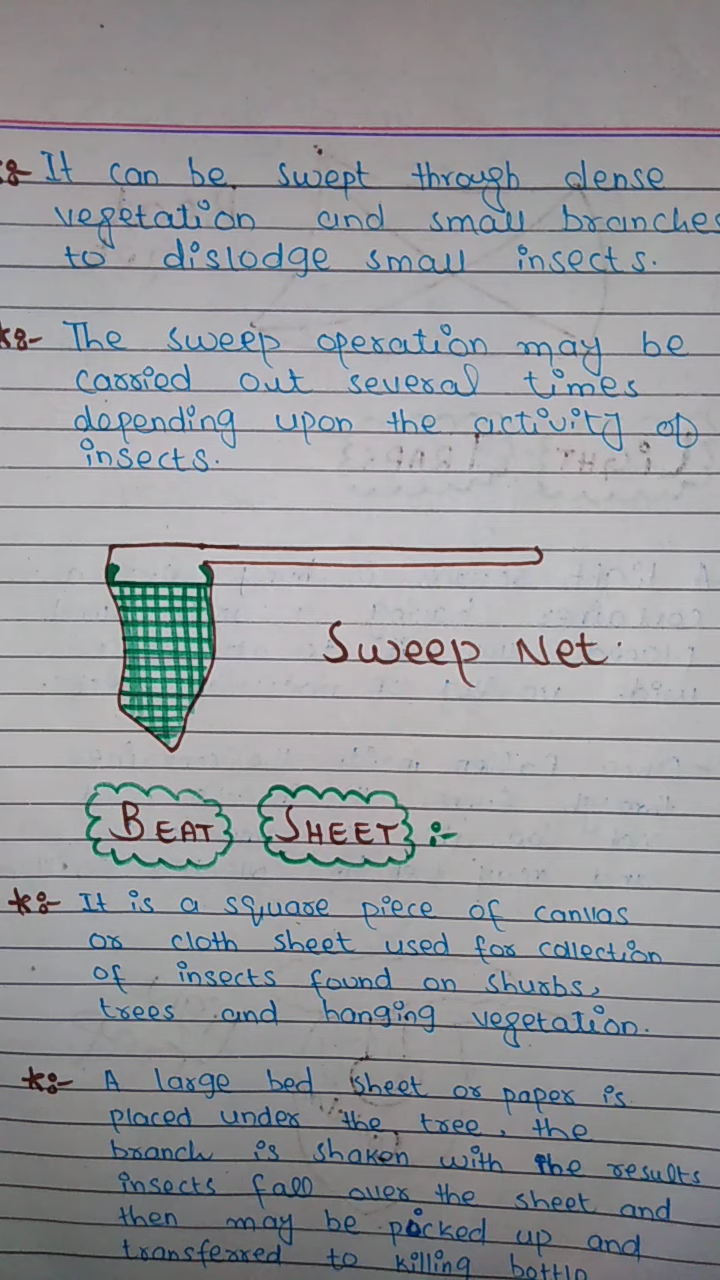 *:- It can be swept through dense
vegetation and small branches
to dislodge small insects.
*:- The sweep operation may be
carried out several times
depending upon the activity of
insects.
Sweep Net.
BEAT SHEET :-
*:- It is a square piece of canvas
or cloth sheet used for collection
of insects found on shurbs,
trees and hanging vegetation.
*:- A large bed sheet or paper is
placed under the tree, the
branch is shaken with the results
insects fall over the sheet and
then may be picked up and
transferred to killing bottle